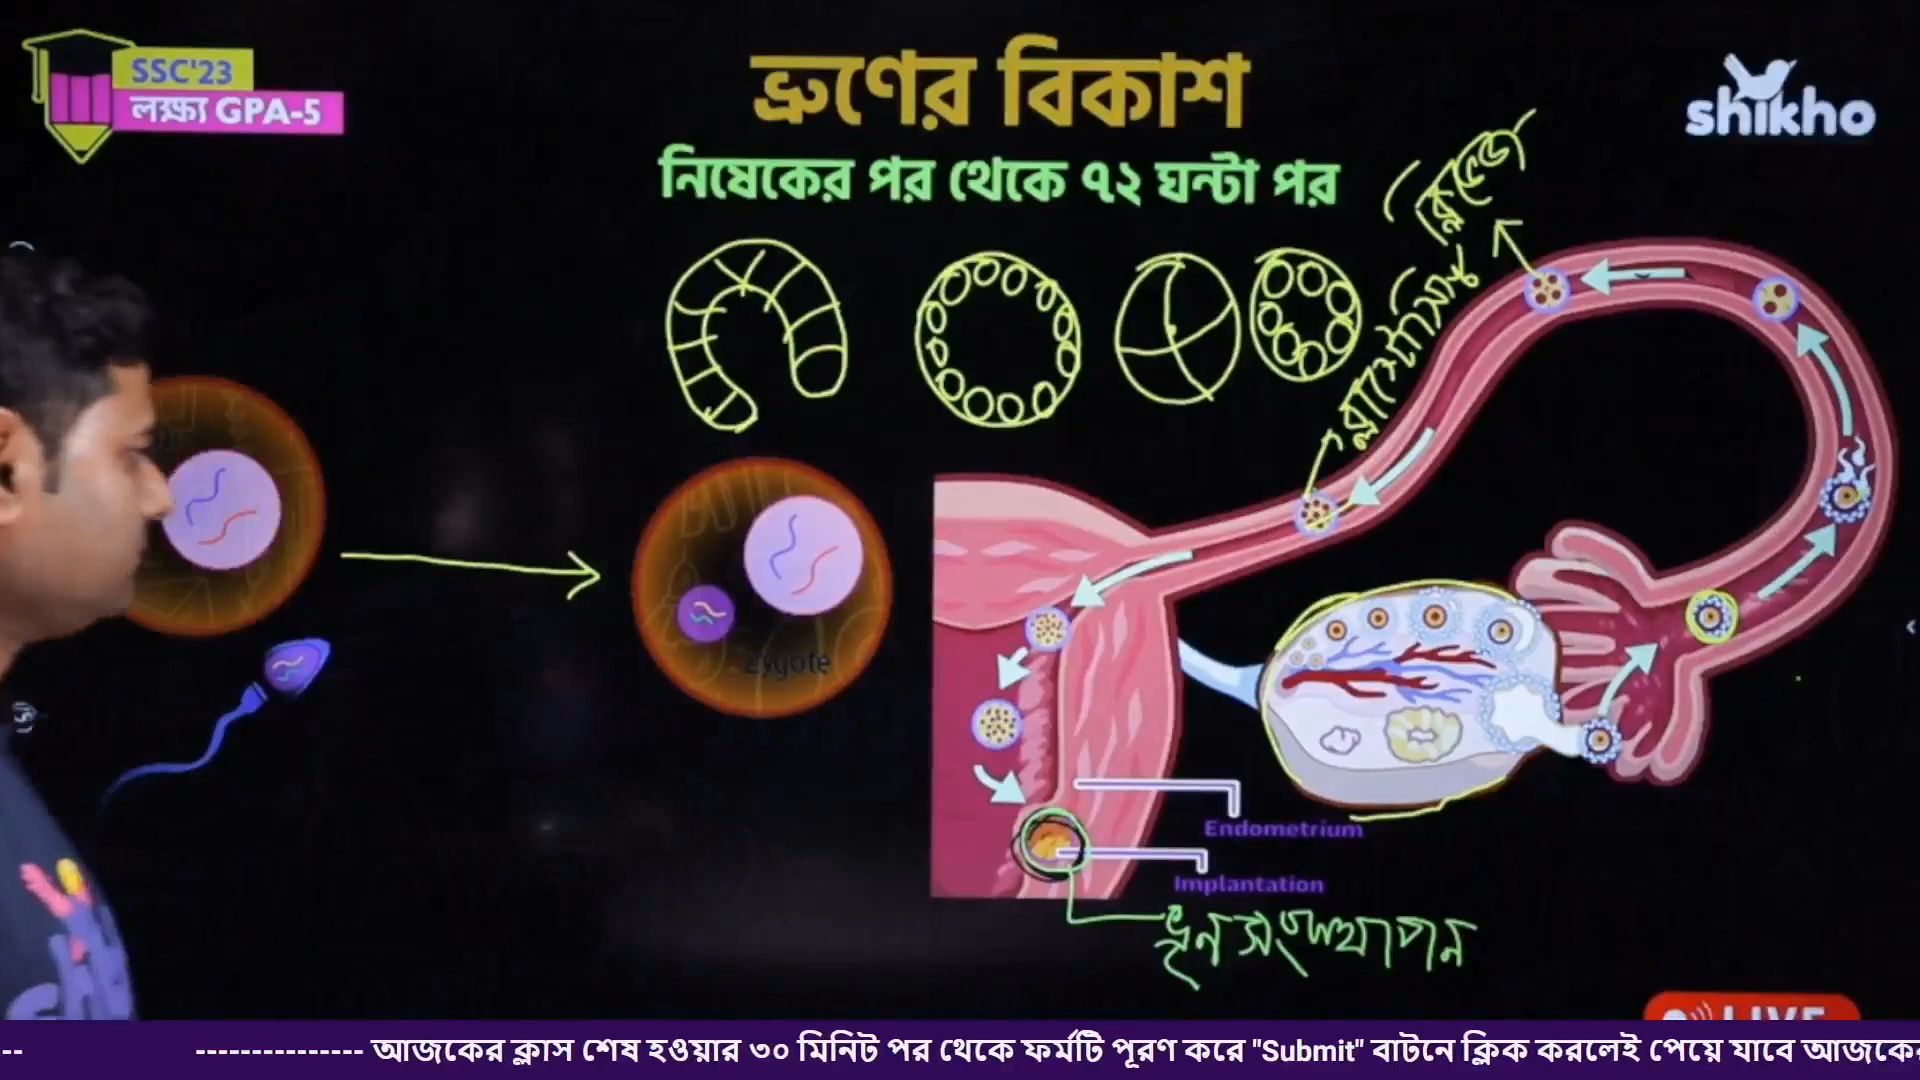 SSC'23
লক্ষ্য GPA-5
ভ্রুণের বিকাশ
shikho
নিষেকের পর থেকে ৭২ ঘন্টা পর
ক্লিভেজ
Zygote
Endometrium
Implantation
ভ্রূন সংস্থাপন
LIVE
-- --------------- আজকের ক্লাস শেষ হওয়ার ৩০ মিনিট পর থেকে ফর্মটি পূরণ করে "Submit" বাটনে ক্লিক করলেই পেয়ে যাবে আজকের